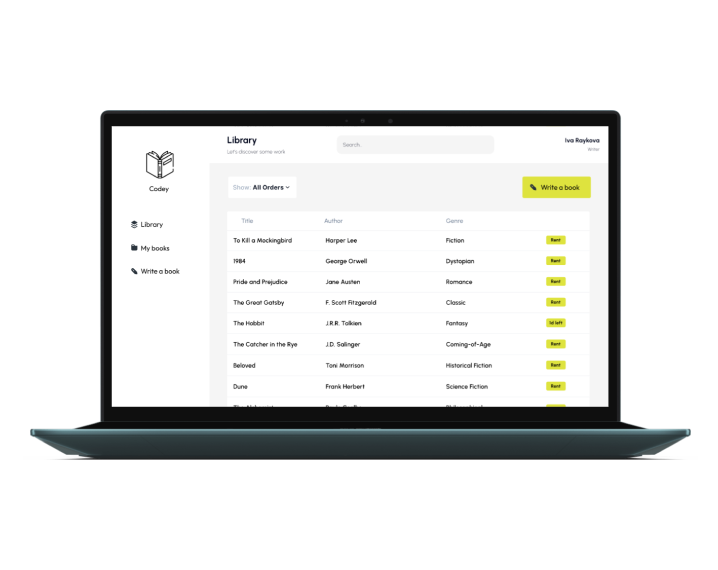 Library
Let's discover some work
Search..
Iva Raykova
Writer
Codey
Library
My books
Write a book
Show: All Orders
Write a book
Title Author Genre
To Kill a Mockingbird Harper Lee Fiction Rent
1984 George Orwell Dystopian Rent
Pride and Prejudice Jane Austen Romance Rent
The Great Gatsby F. Scott Fitzgerald Classic Rent
The Hobbit J.R.R. Tolkien Fantasy 1d left
The Catcher in the Rye J.D. Salinger Coming-of-Age Rent
Beloved Toni Morrison Historical Fiction Rent
Dune Frank Herbert Science Fiction Rent